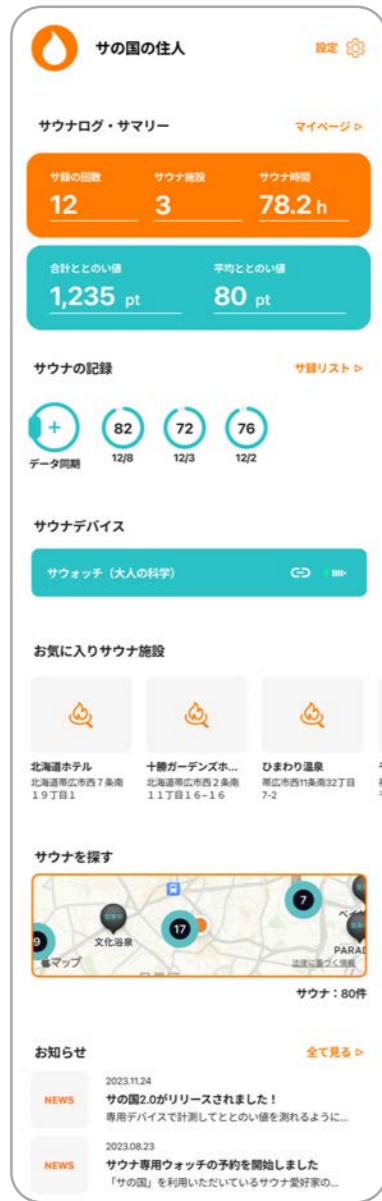 サの国の住人
設定
サウナログ・サマリー
マイページ ▷
サ録の回数 サウナ施設 サウナ時間
12 3 78.2 h
合計ととのい値 平均ととのい値
1,235 pt 80 pt
サウナの記録
サ録リスト ▷
+ 82 72 76
データ同期 12/8 12/3 12/2
サウナデバイス
サウォッチ（大人の科学）
お気に入りサウナ施設
北海道ホテル
北海道帯広市西７条南
１９丁目１
十勝ガーデンズホ...
北海道帯広市西２条南
１１丁目１６−１６
ひまわり温泉
帯広市西11条南32丁目
7-2
サウナを探す
7
17
9
文化浴泉
PARAD
マップ
法律に基づく情報
サウナ：80件
お知らせ
全て見る ▷
NEWS
2023.11.24
サの国2.0がリリースされました！
専用デバイスで計測してととのい値を測れるように...
NEWS
2023.08.23
サウナ専用ウォッチの予約を開始しました
「サの国」を利用いただいているサウナ愛好家の...